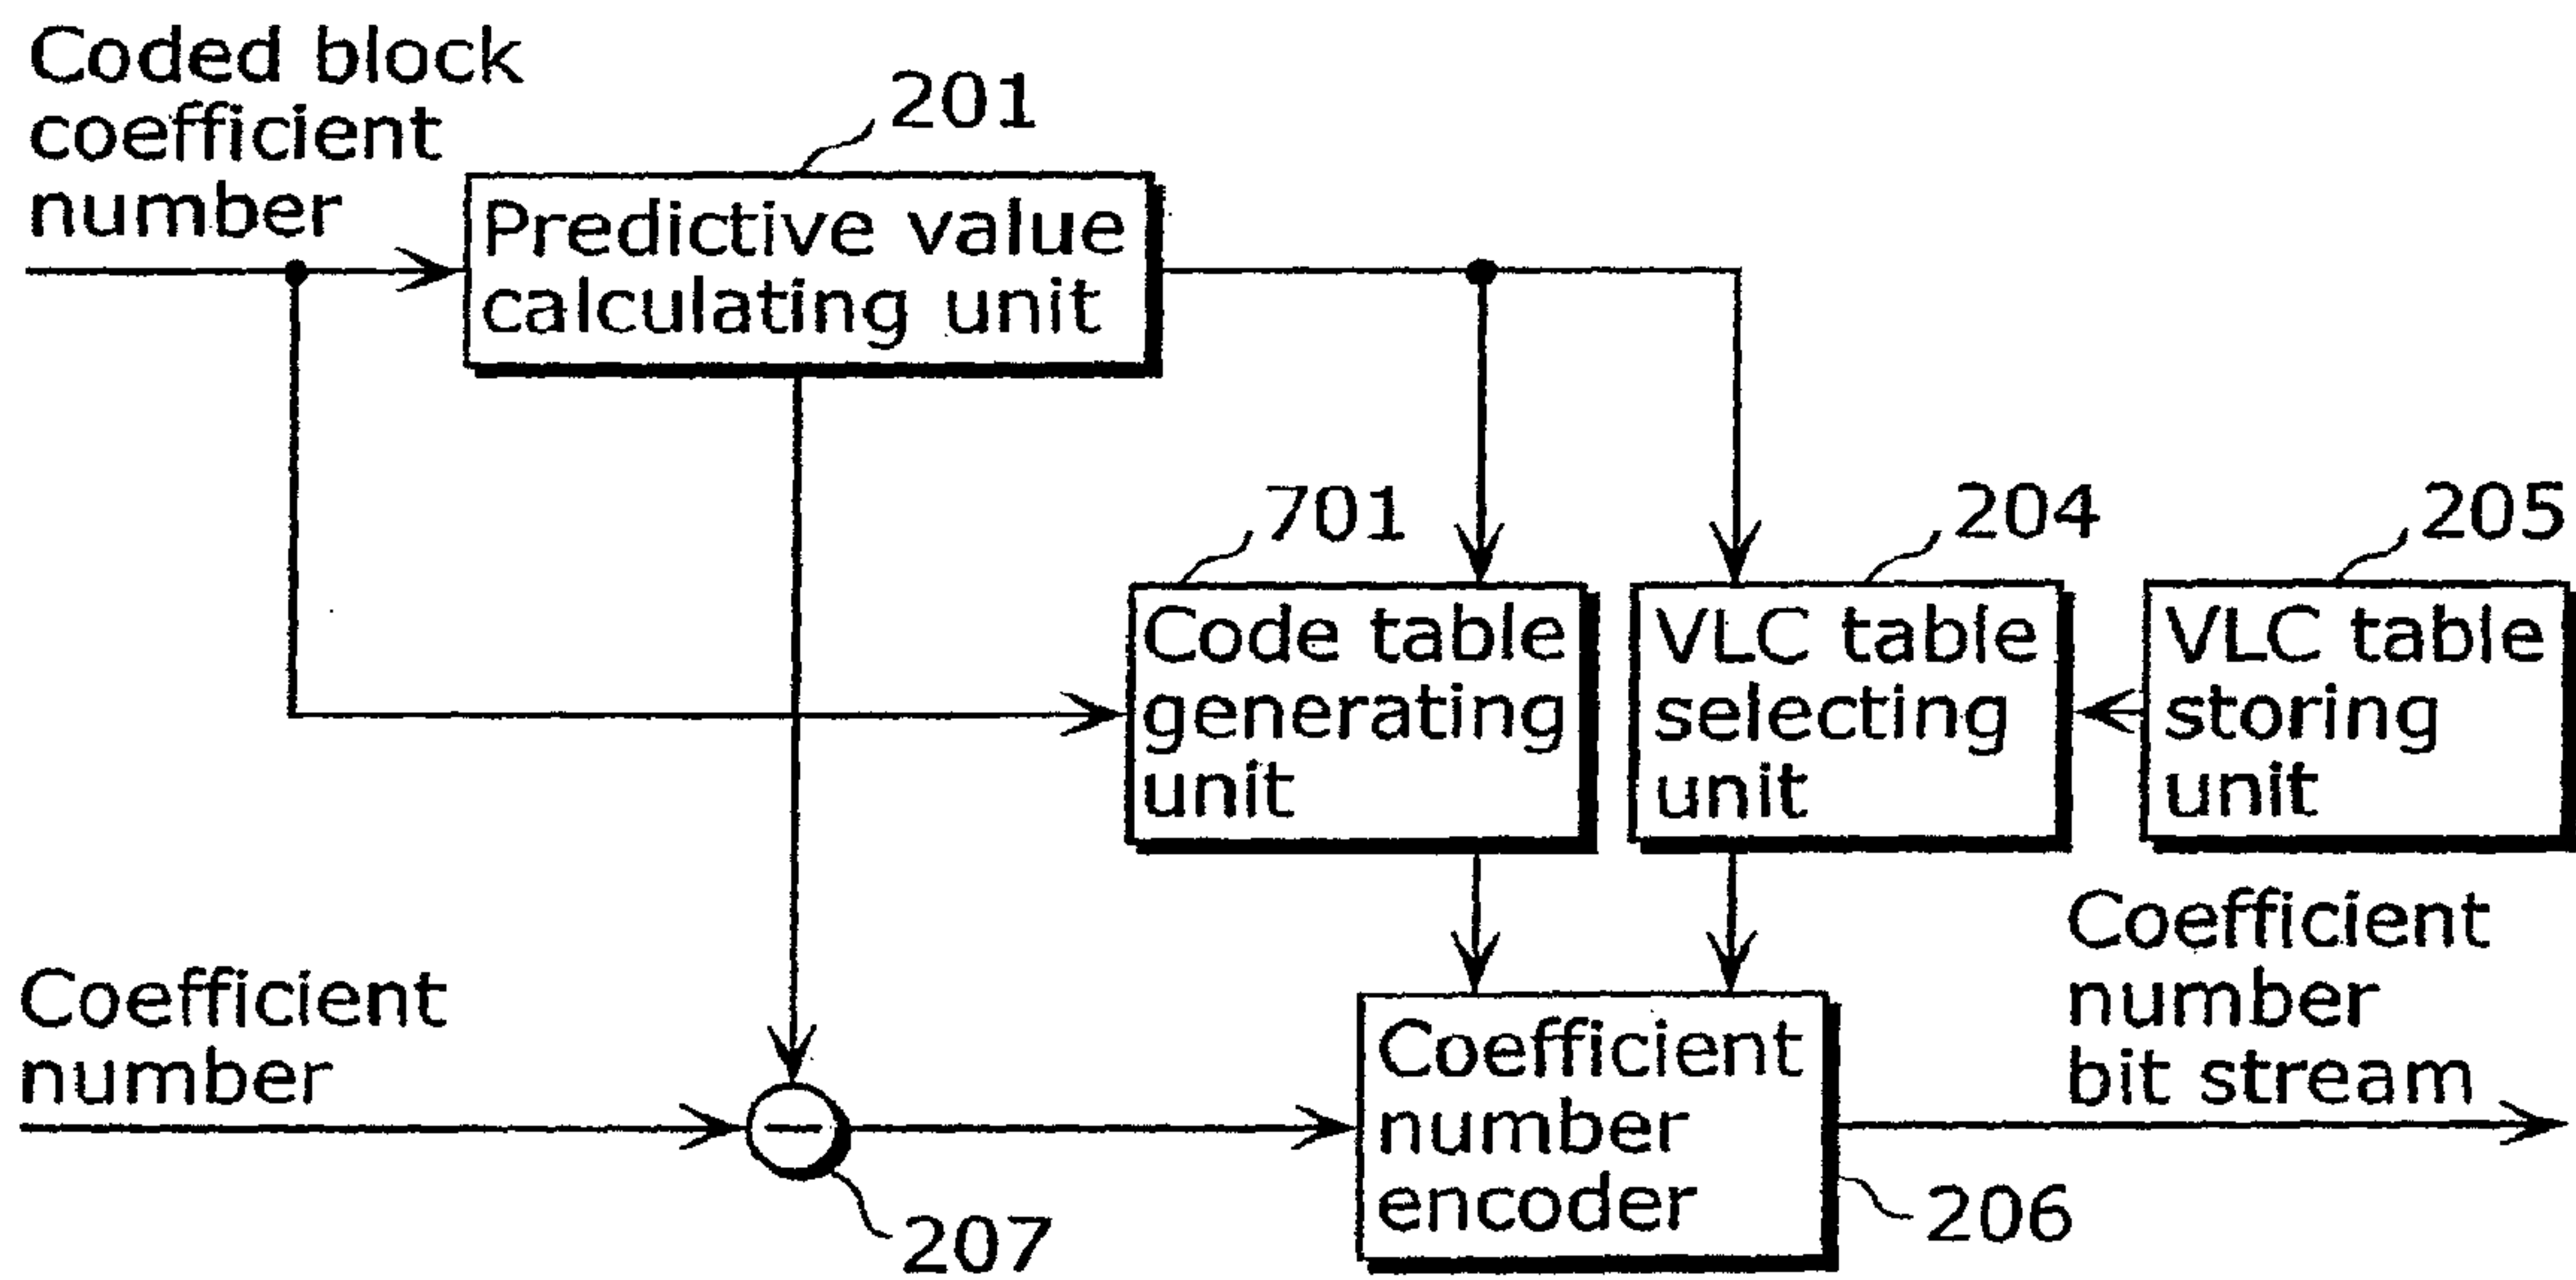 Coded block
coefficient
number
201
Predictive value
calculating unit
701
204
205
Code table
generating
unit
VLC table
selecting
unit
VLC table
storing
unit
Coefficient
number
207
Coefficient
number
encoder
206
Coefficient
number
bit stream